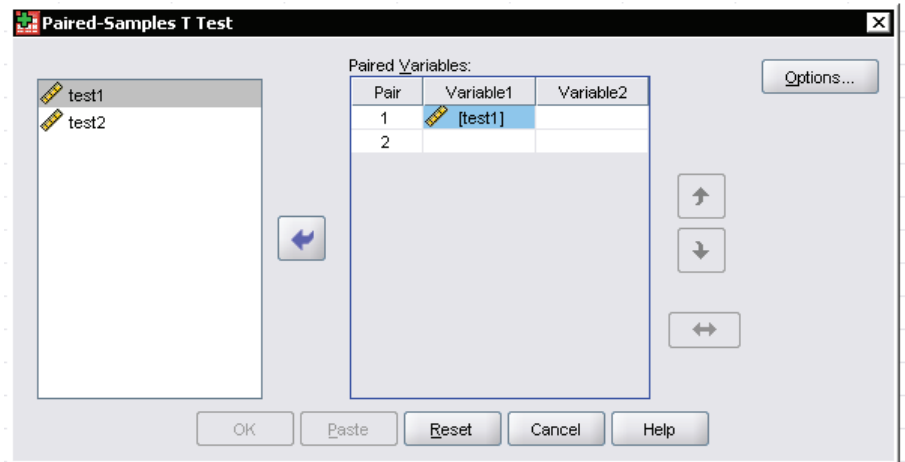 Paired-Samples T Test
Paired Variables:
Options...
test1
test2
Pair Variable1 Variable2
1 [test1]
2
OK Paste Reset Cancel Help